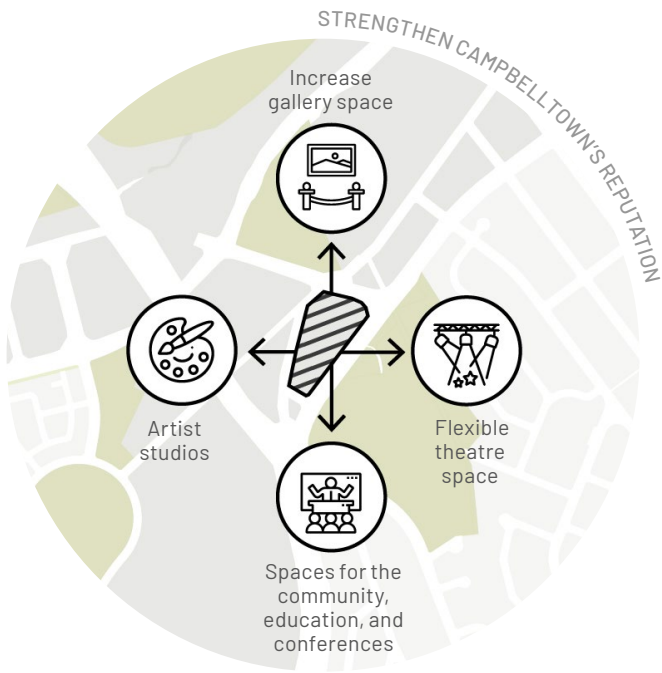 STRENGTHEN CAMPBELLTOWN'S REPUTATION
Increase
gallery space
Artist
studios
Flexible
theatre
space
Spaces for the
community,
education, and
conferences